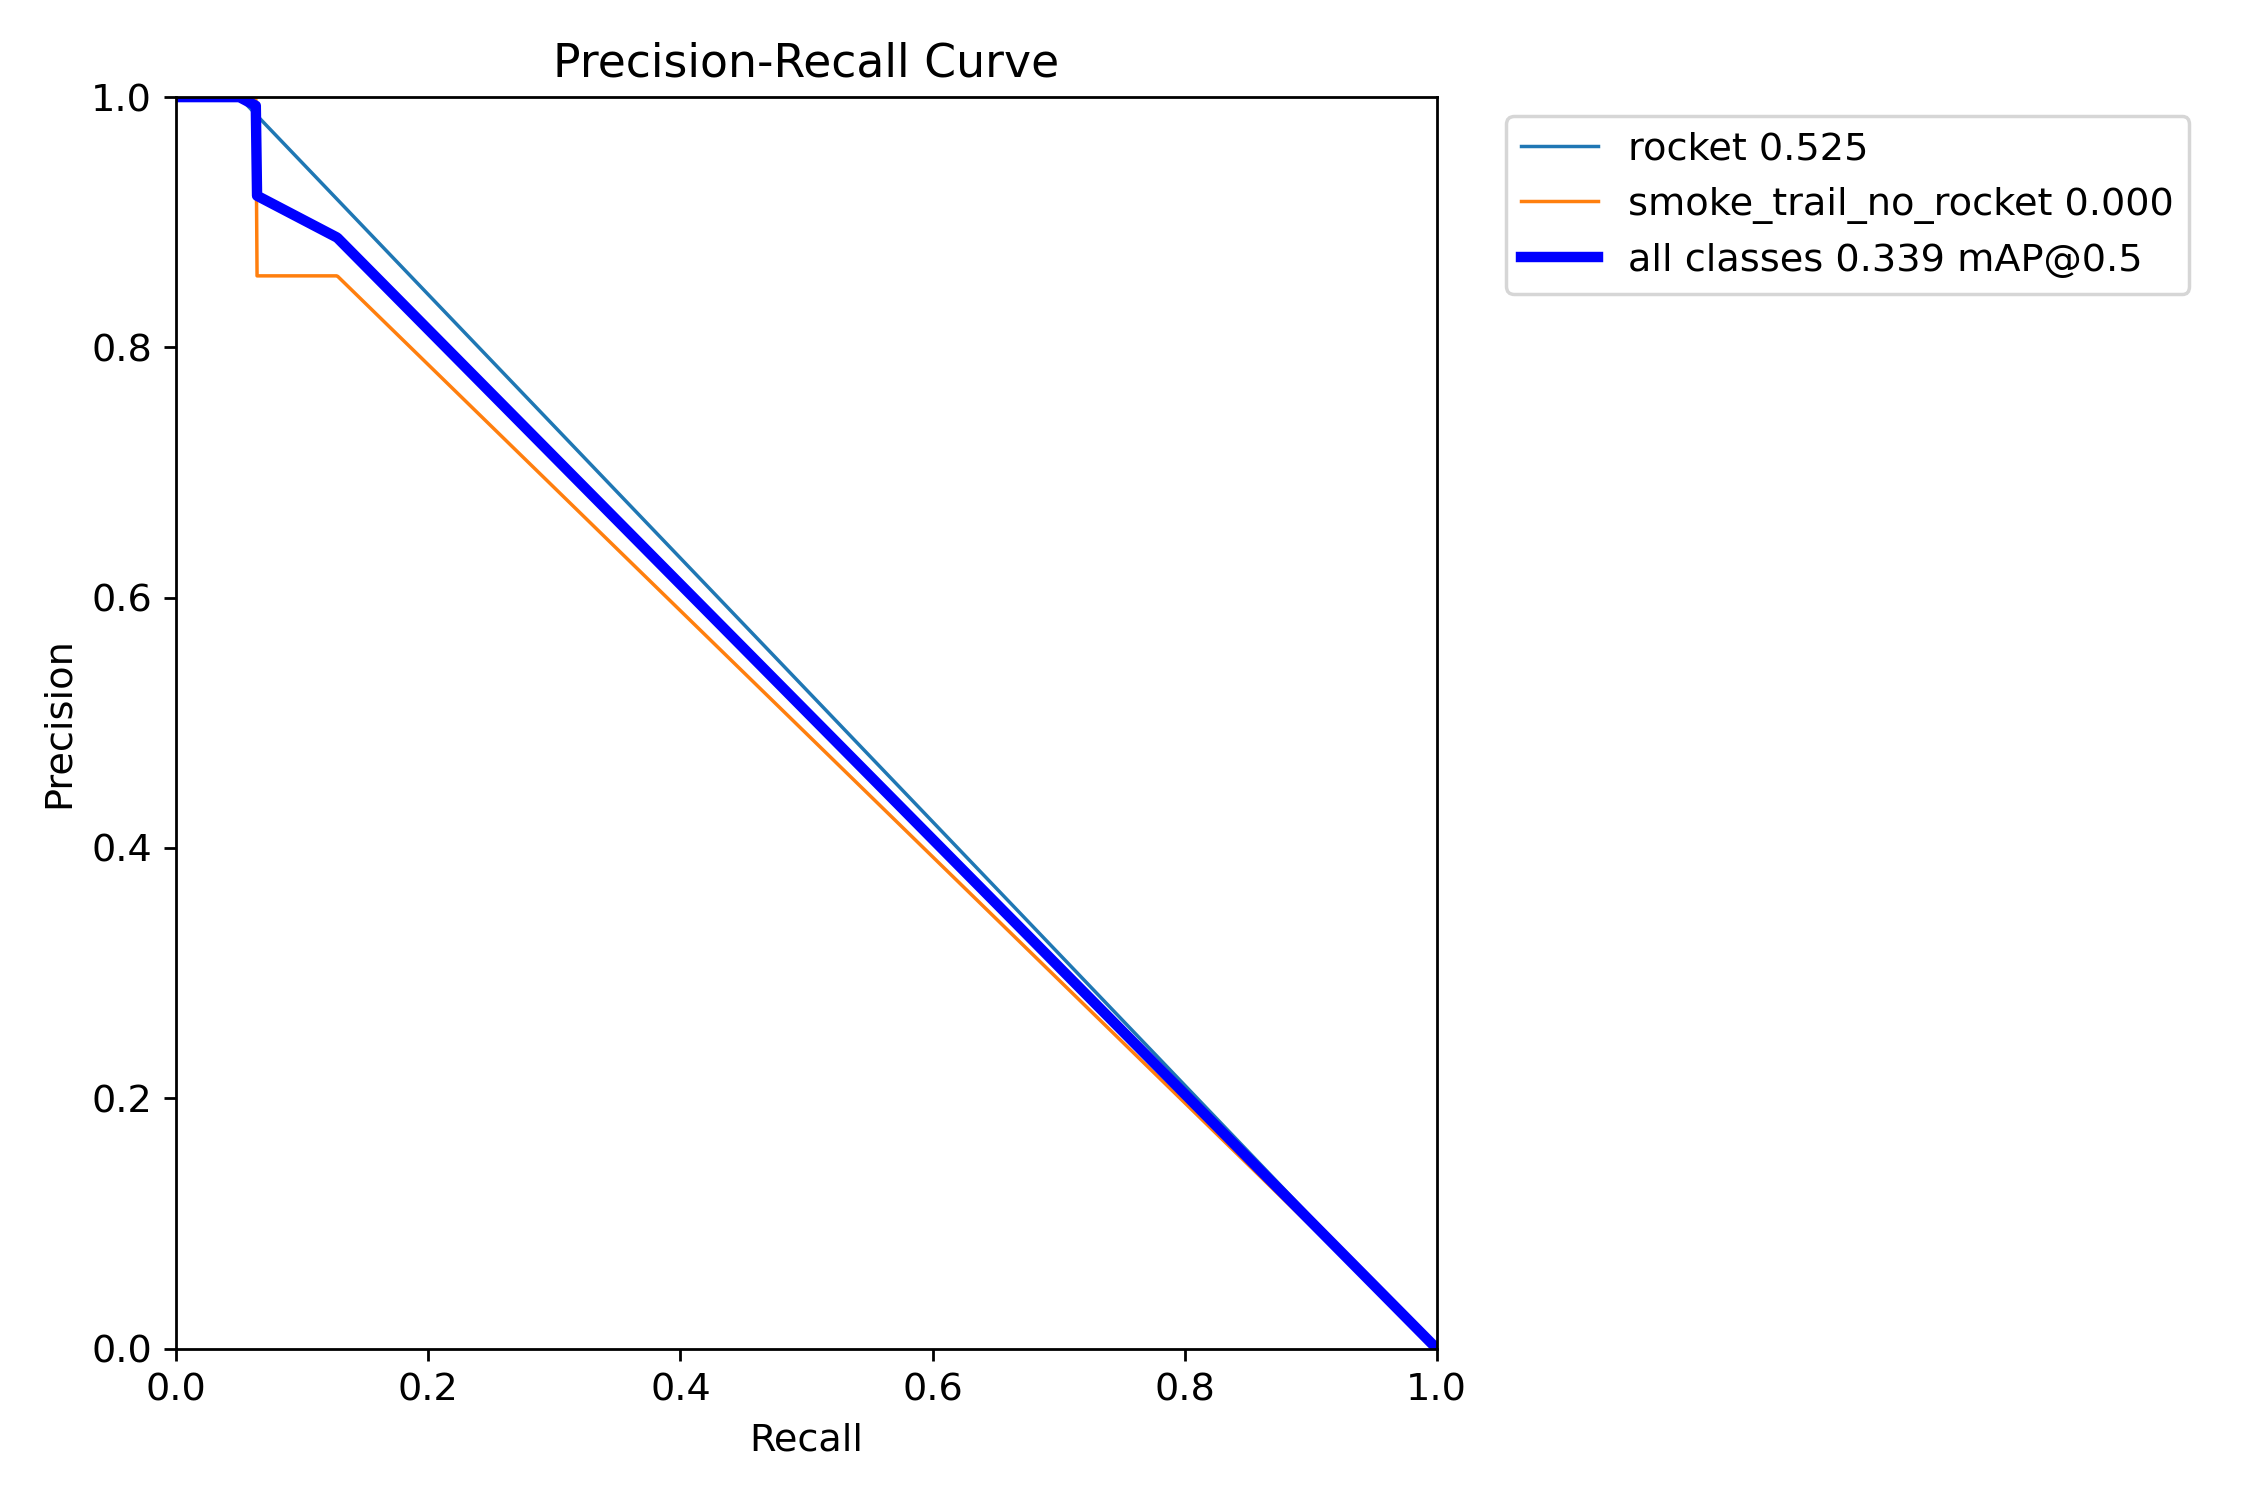 Precision-Recall Curve
1.0
0.8
0.6
0.4
0.2
0.0
Precision
0.0 0.2 0.4 0.6 0.8 1.0
Recall
rocket 0.525
smoke_trail_no_rocket 0.000
all classes 0.339 mAP@0.5